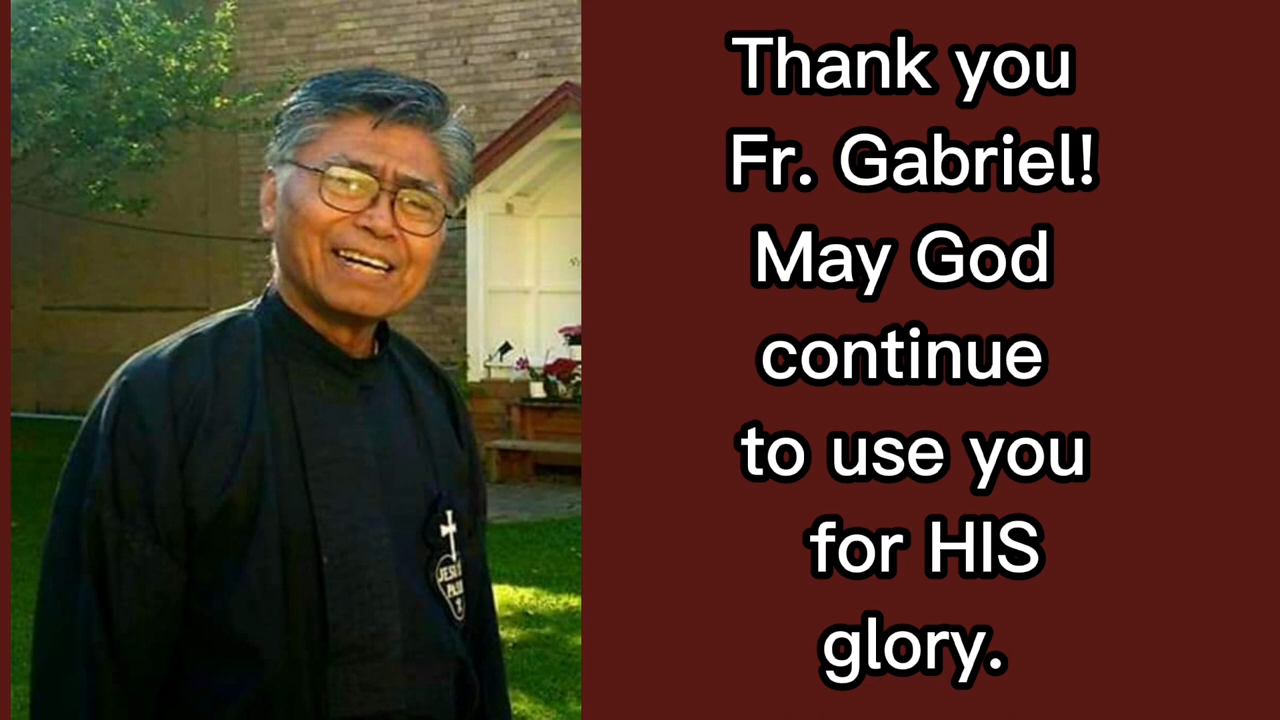 Thank you
Fr. Gabriel!
May God
continue
to use you
for HIS
glory.